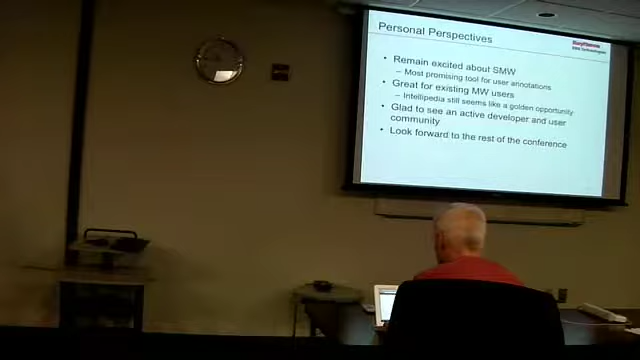 Personal Perspectives
• Remain excited about SMW
– Most promising tool for user annotations
• Great for existing MW users
– Intellipedia still seems like a golden opportunity
• Glad to see an active developer and user
community
• Look forward to the rest of the conference